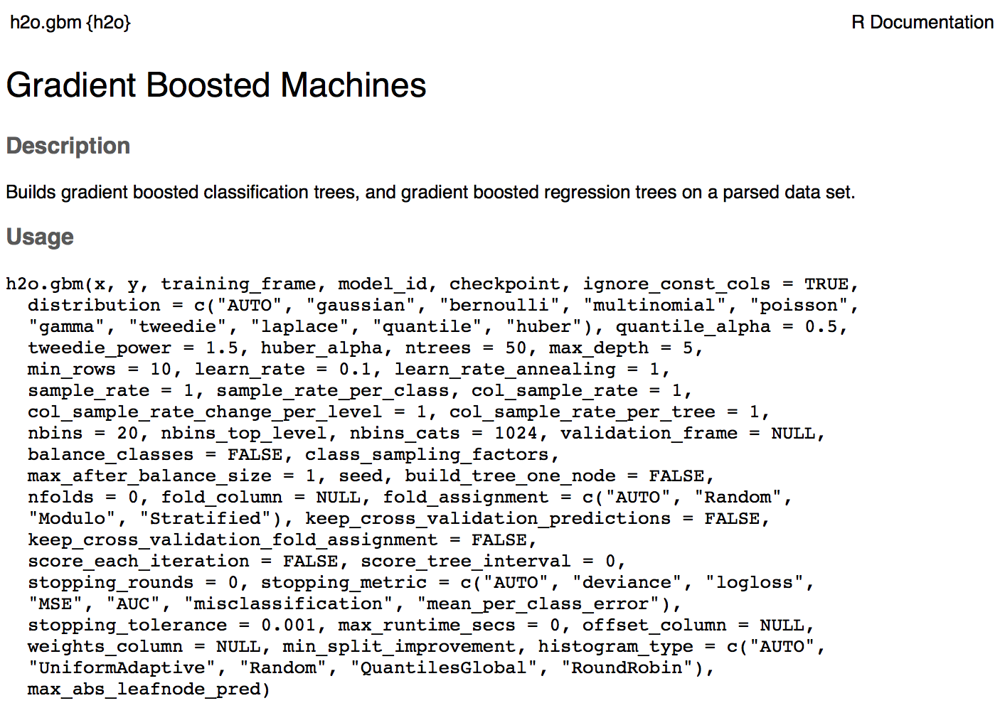 h2o.gbm {h2o} R Documentation
Gradient Boosted Machines
Description
Builds gradient boosted classification trees, and gradient boosted regression trees on a parsed data set.
Usage
h2o.gbm(x, y, training_frame, model_id, checkpoint, ignore_const_cols = TRUE,
  distribution = c("AUTO", "gaussian", "bernoulli", "multinomial", "poisson",
  "gamma", "tweedie", "laplace", "quantile", "huber"), quantile_alpha = 0.5,
  tweedie_power = 1.5, huber_alpha, ntrees = 50, max_depth = 5,
  min_rows = 10, learn_rate = 0.1, learn_rate_annealing = 1,
  sample_rate = 1, sample_rate_per_class, col_sample_rate = 1,
  col_sample_rate_change_per_level = 1, col_sample_rate_per_tree = 1,
  nbins = 20, nbins_top_level, nbins_cats = 1024, validation_frame = NULL,
  balance_classes = FALSE, class_sampling_factors,
  max_after_balance_size = 1, seed, build_tree_one_node = FALSE,
  nfolds = 0, fold_column = NULL, fold_assignment = c("AUTO", "Random",
  "Modulo", "Stratified"), keep_cross_validation_predictions = FALSE,
  keep_cross_validation_fold_assignment = FALSE,
  score_each_iteration = FALSE, score_tree_interval = 0,
  stopping_rounds = 0, stopping_metric = c("AUTO", "deviance", "logloss",
  "MSE", "AUC", "misclassification", "mean_per_class_error"),
  stopping_tolerance = 0.001, max_runtime_secs = 0, offset_column = NULL,
  weights_column = NULL, min_split_improvement, histogram_type = c("AUTO",
  "UniformAdaptive", "Random", "QuantilesGlobal", "RoundRobin"),
  max_abs_leafnode_pred)